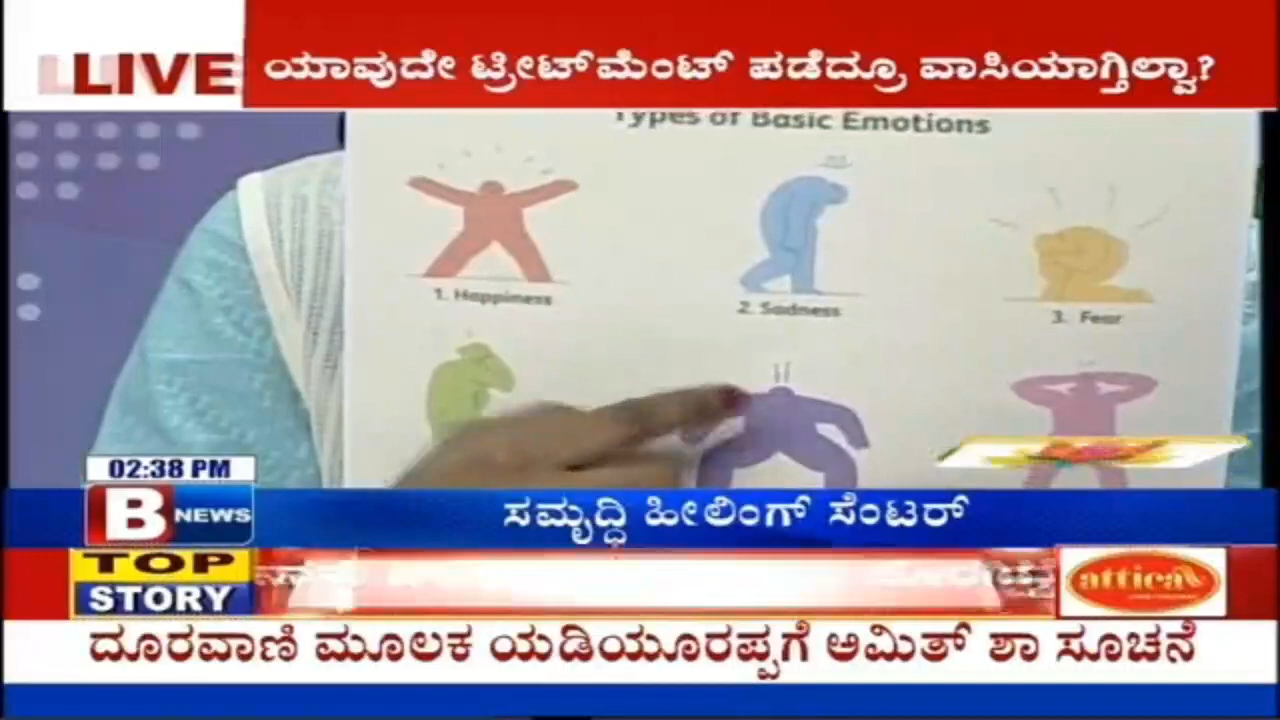 LIVE ಯಾವುದೇ ಟ್ರೀಟ್‌ಮೆಂಟ್ ಪಡೆದ್ರೂ ವಾಸಿಯಾಗ್ತಿಲ್ವಾ?
Types of Basic Emotions
1. Happiness
2. Sadness
3. Fear
02:38 PM
B NEWS
ಸಮೃದ್ಧಿ ಹೀಲಿಂಗ್ ಸೆಂಟರ್
TOP
STORY
attica
ದೂರವಾಣಿ ಮೂಲಕ ಯಡಿಯೂರಪ್ಪಗೆ ಅಮಿತ್ ಶಾ ಸೂಚನೆ